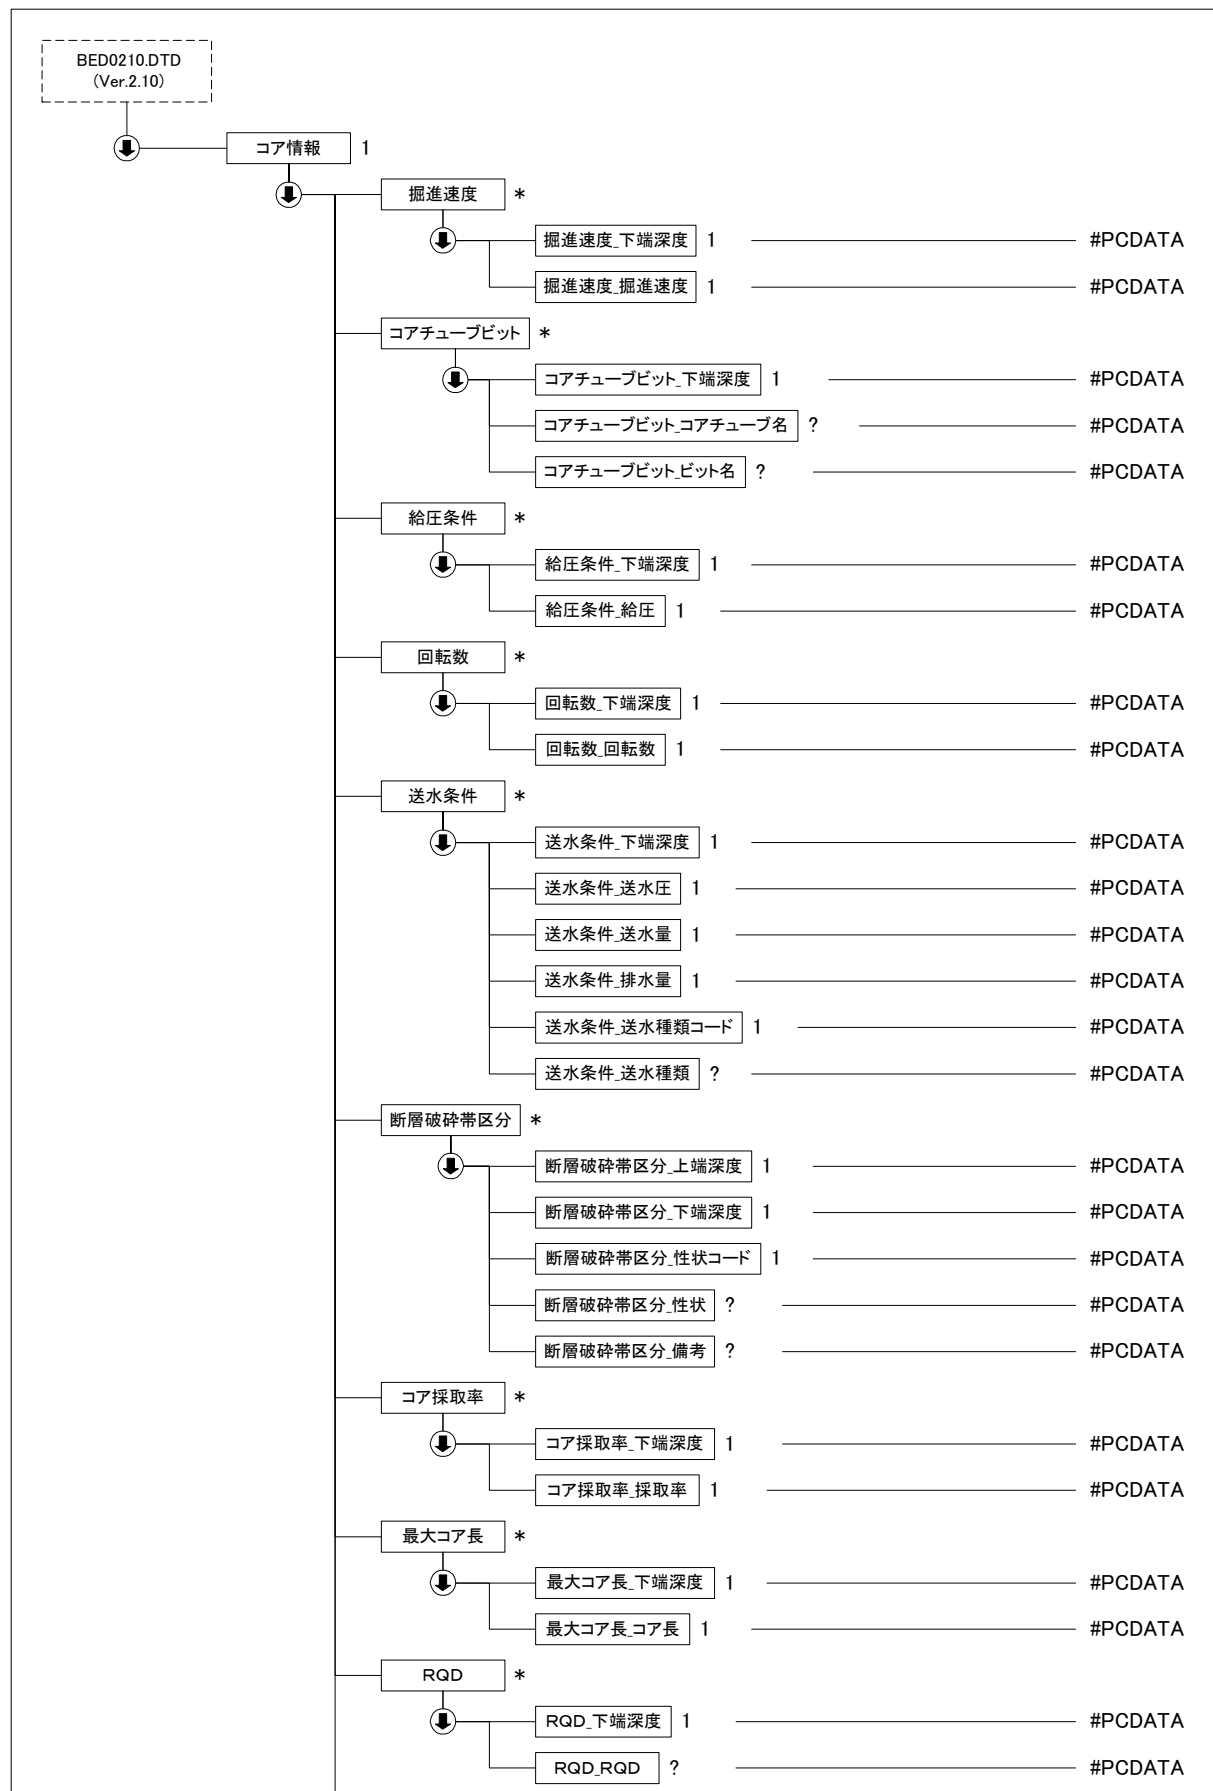 BED0210.DTD
(Ver.2.10)
コア情報 1
掘進速度 *
掘進速度_下端深度 1 #PCDATA
掘進速度_掘進速度 1 #PCDATA
コアチューブビット *
コアチューブビット_下端深度 1 #PCDATA
コアチューブビット_コアチューブ名 ? #PCDATA
コアチューブビット_ビット名 ? #PCDATA
給圧条件 *
給圧条件_下端深度 1 #PCDATA
給圧条件_給圧 1 #PCDATA
回転数 *
回転数_下端深度 1 #PCDATA
回転数_回転数 1 #PCDATA
送水条件 *
送水条件_下端深度 1 #PCDATA
送水条件_送水圧 1 #PCDATA
送水条件_送水量 1 #PCDATA
送水条件_排水量 1 #PCDATA
送水条件_送水種類コード 1 #PCDATA
送水条件_送水種類 ? #PCDATA
断層破砕帯区分 *
断層破砕帯区分_上端深度 1 #PCDATA
断層破砕帯区分_下端深度 1 #PCDATA
断層破砕帯区分_性状コード 1 #PCDATA
断層破砕帯区分_性状 ? #PCDATA
断層破砕帯区分_備考 ? #PCDATA
コア採取率 *
コア採取率_下端深度 1 #PCDATA
コア採取率_採取率 1 #PCDATA
最大コア長 *
最大コア長_下端深度 1 #PCDATA
最大コア長_コア長 1 #PCDATA
RQD *
RQD_下端深度 1 #PCDATA
RQD_RQD ? #PCDATA